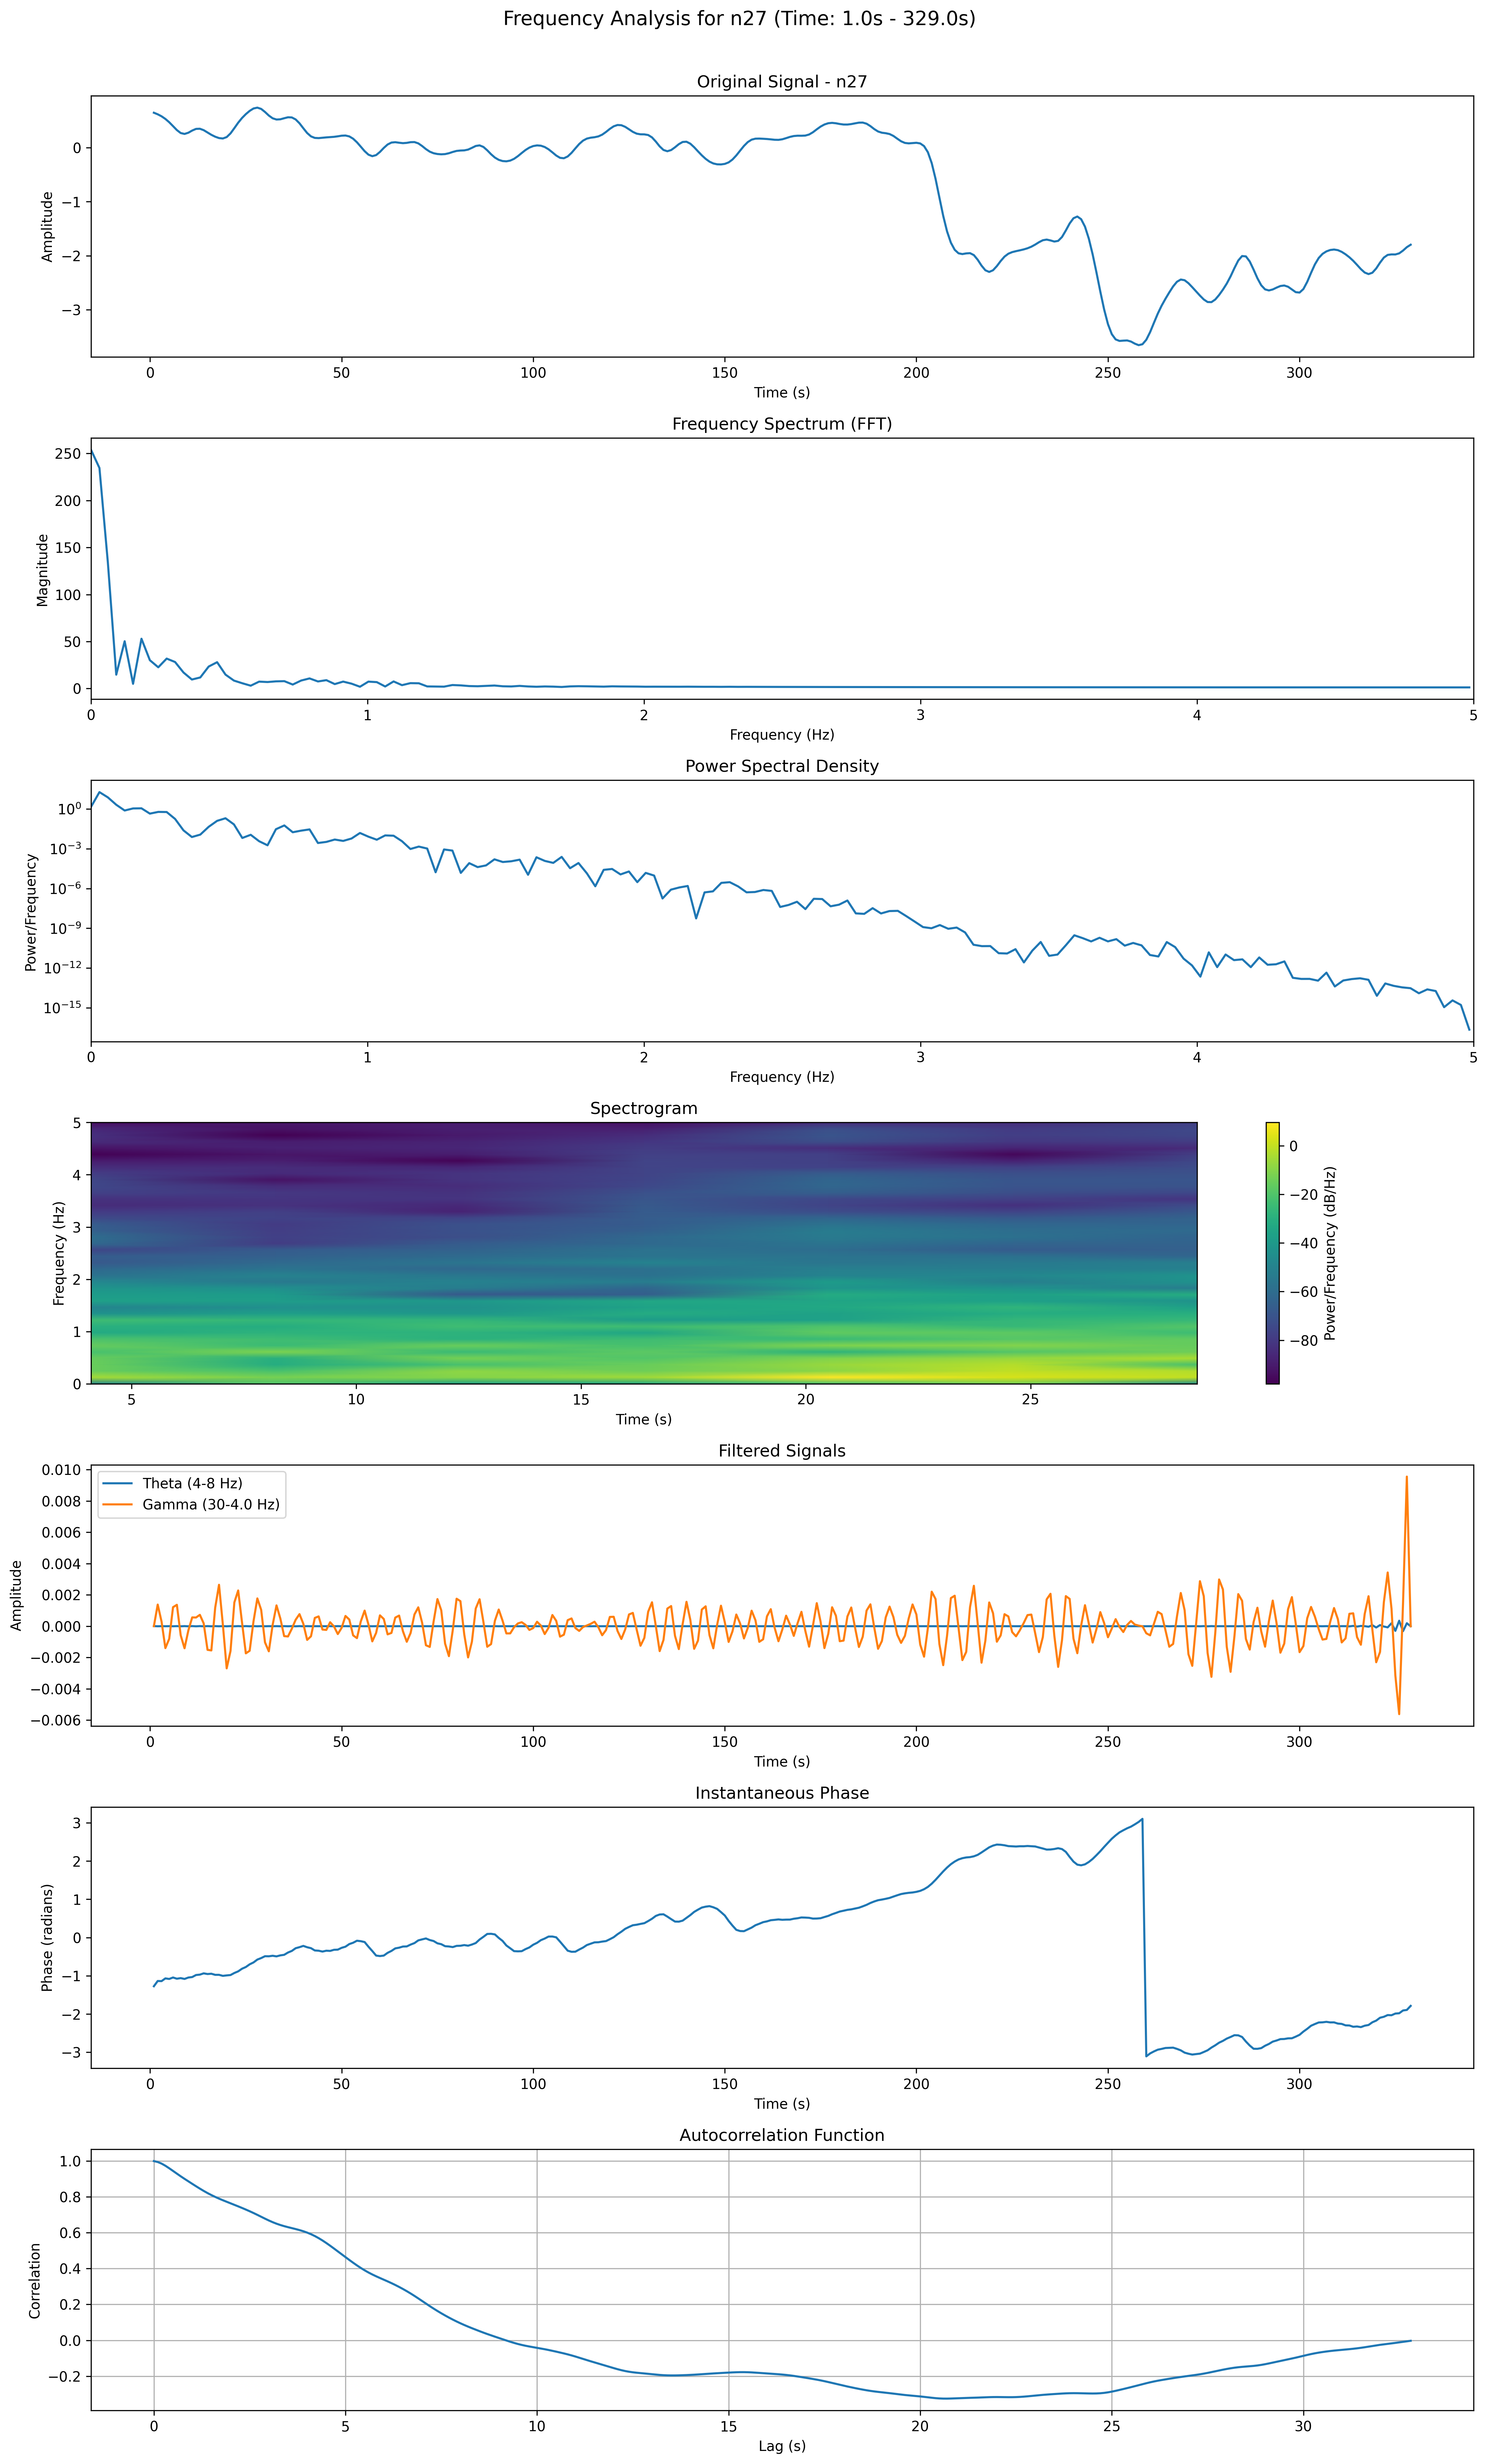 Frequency Analysis for n27 (Time: 1.0s - 329.0s)
Original Signal - n27
Amplitude
0
−1
−2
−3
0 50 100 150 200 250 300
Time (s)
Frequency Spectrum (FFT)
Magnitude
250
200
150
100
50
0
0 1 2 3 4 5
Frequency (Hz)
Power Spectral Density
Power/Frequency
10⁰
10⁻³
10⁻⁶
10⁻⁹
10⁻¹²
10⁻¹⁵
0 1 2 3 4 5
Frequency (Hz)
Spectrogram
Frequency (Hz)
5
4
3
2
1
0
5 10 15 20 25
Time (s)
0
−20
−40
−60
−80
Power/Frequency (dB/Hz)
Filtered Signals
Theta (4-8 Hz)
Gamma (30-4.0 Hz)
Amplitude
0.010
0.008
0.006
0.004
0.002
0.000
−0.002
−0.004
−0.006
0 50 100 150 200 250 300
Time (s)
Instantaneous Phase
Phase (radians)
3
2
1
0
−1
−2
−3
0 50 100 150 200 250 300
Time (s)
Autocorrelation Function
Correlation
1.0
0.8
0.6
0.4
0.2
0.0
−0.2
0 5 10 15 20 25 30
Lag (s)